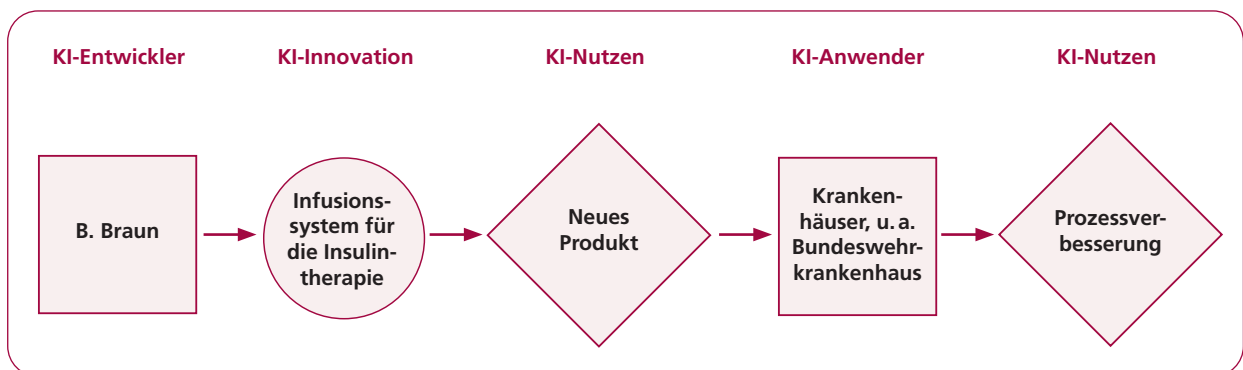 KI-Entwickler
KI-Innovation
KI-Nutzen
KI-Anwender
KI-Nutzen
B. Braun
Infusions-
system für
die Insulin-
therapie
Neues
Produkt
Kranken-
häuser, u. a.
Bundeswehr-
krankenhaus
Prozessver-
besserung